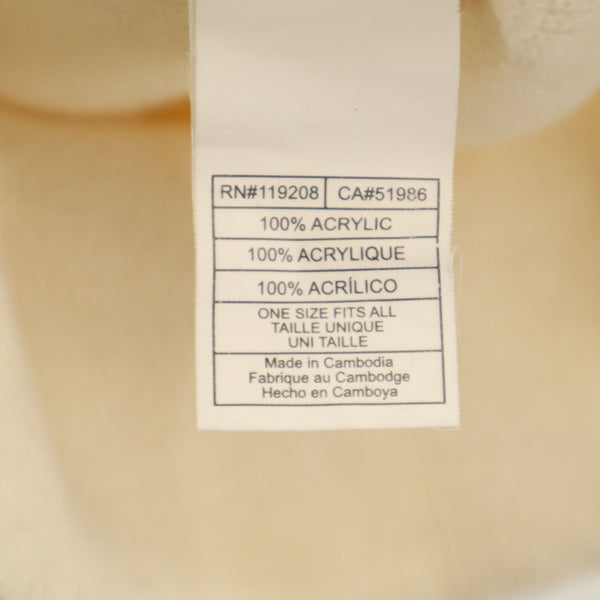 RN#119208 CA#51986
100% ACRYLIC
100% ACRYLIQUE
100% ACRÍLICO
ONE SIZE FITS ALL
TAILLE UNIQUE
UNI TAILLE
Made in Cambodia
Fabrique au Cambodge
Hecho en Camboya